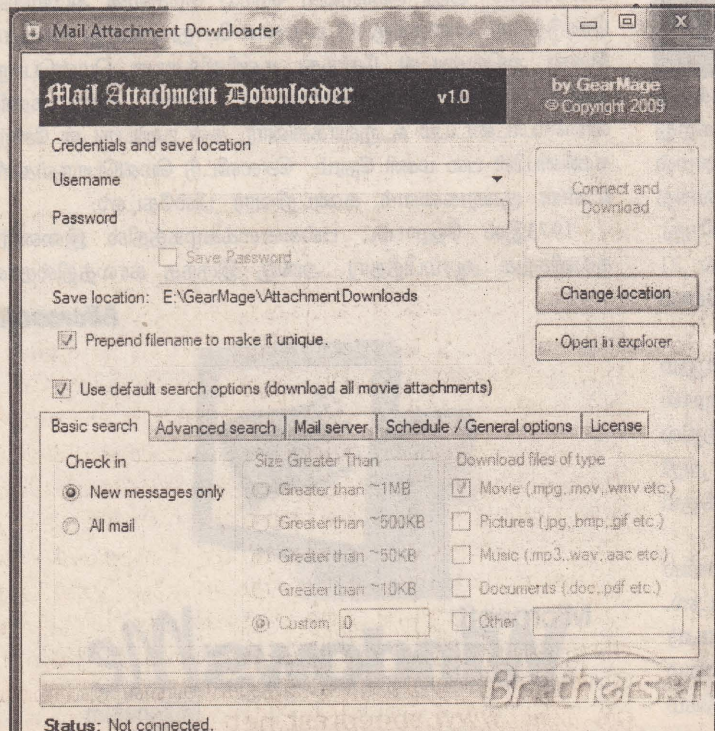 Mail Attachment Downloader
Mail Attachment Downloader v1.0 by GearMage
© Copyright 2009
Credentials and save location
Username
Password
Connect and
Download
Save Password
Save location: E:\GearMage\AttachmentDownloads
Change location
Prepend filename to make it unique.
Open in explorer
Use default search options (download all movie attachments)
Basic search Advanced search Mail server Schedule / General options License
Check in Size Greater Than Download files of type
New messages only Greater than ~1MB Movie (.mpg,.mov,.wmv etc.)
All mail Greater than ~500KB Pictures (.jpg,.bmp,.gif etc.)
Greater than ~50KB Music (.mp3,.wav,.aac etc.)
Greater than ~10KB Documents (.doc,.pdf etc.)
Custom 0 Other
Brothersoft
Status: Not connected.